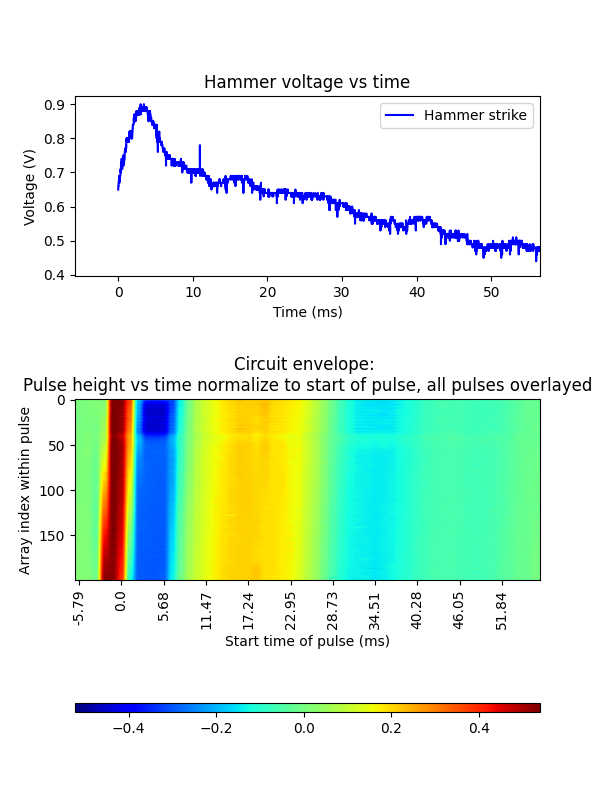 Hammer voltage vs time
Hammer strike
Voltage (V)
0.9
0.8
0.7
0.6
0.5
0.4
0 10 20 30 40 50
Time (ms)
Circuit envelope:
Pulse height vs time normalize to start of pulse, all pulses overlayed
Array index within pulse
0
50
100
150
-5.79 0.0 5.68 11.47 17.24 22.95 28.73 34.51 40.28 46.05 51.84
Start time of pulse (ms)
−0.4 −0.2 0.0 0.2 0.4